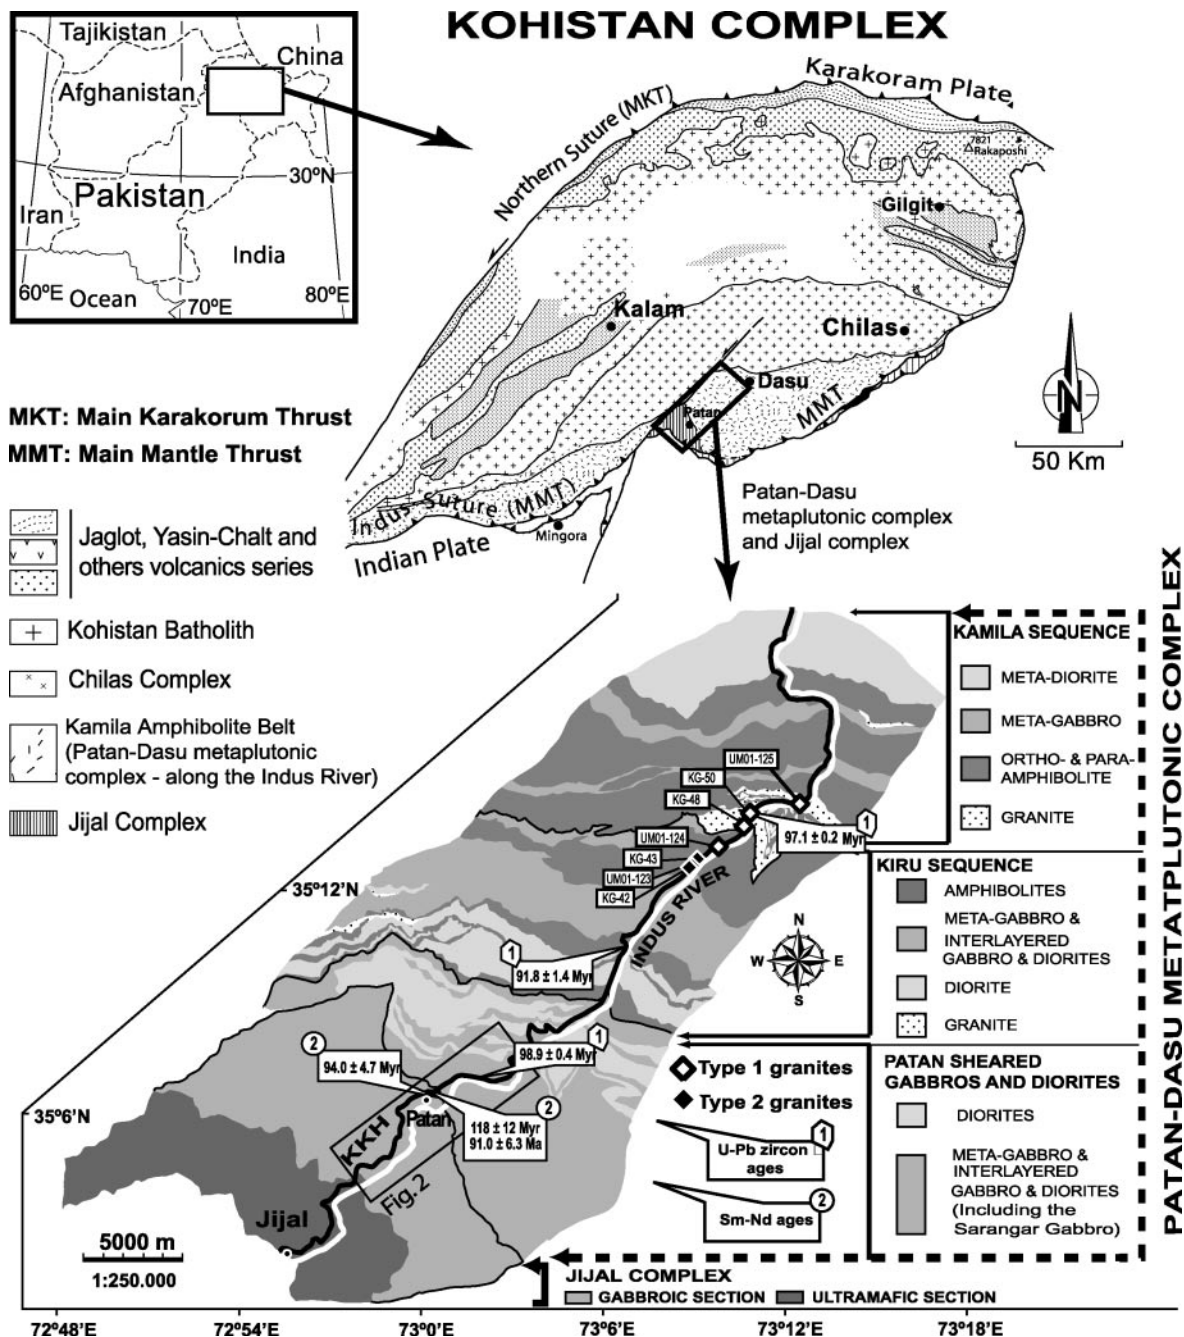 KOHISTAN COMPLEX
Tajikistan
China
Afghanistan
Pakistan
30ºN
Iran
India
60ºE
Ocean
70ºE
80ºE
Karakoram Plate
Northern Suture (MKT)
7821
Rakaposhi
Gilgit
Kalam
Chilas
Dasu
Patan
MMT
Indus Suture (MMT)
Mingora
Indian Plate
N
50 Km
Patan-Dasu
metaplutonic complex
and Jijal complex
MKT: Main Karakorum Thrust
MMT: Main Mantle Thrust
Jaglot, Yasin-Chalt and
others volcanics series
Kohistan Batholith
Chilas Complex
Kamila Amphibolite Belt
(Patan-Dasu metaplutonic
complex - along the Indus River)
Jijal Complex
PATAN-DASU METATPLUTONIC COMPLEX
KAMILA SEQUENCE
META-DIORITE
META-GABBRO
ORTHO- & PARA-
AMPHIBOLITE
GRANITE
KIRU SEQUENCE
AMPHIBOLITES
META-GABBRO &
INTERLAYERED
GABBRO & DIORITES
DIORITE
GRANITE
PATAN SHEARED
GABBROS AND DIORITES
DIORITES
META-GABBRO &
INTERLAYERED
GABBRO & DIORITES
(Including the
Sarangar Gabbro)
JIJAL COMPLEX
GABBROIC SECTION
ULTRAMAFIC SECTION
UM01-125
KG-50
KG-48
UM01-124
KG-43
UM01-123
KG-42
1
97.1 ± 0.2 Myr
INDUS RIVER
N
W
E
S
1
91.8 ± 1.4 Myr
1
98.9 ± 0.4 Myr
2
94.0 ± 4.7 Myr
2
118 ± 12 Myr
91.0 ± 6.3 Ma
Patan
KKH
Fig. 2
Jijal
Type 1 granites
Type 2 granites
1
U-Pb zircon
ages
2
Sm-Nd ages
35º12'N
35º6'N
5000 m
1:250.000
72º48'E
72º54'E
73º0'E
73º6'E
73º12'E
73º18'E